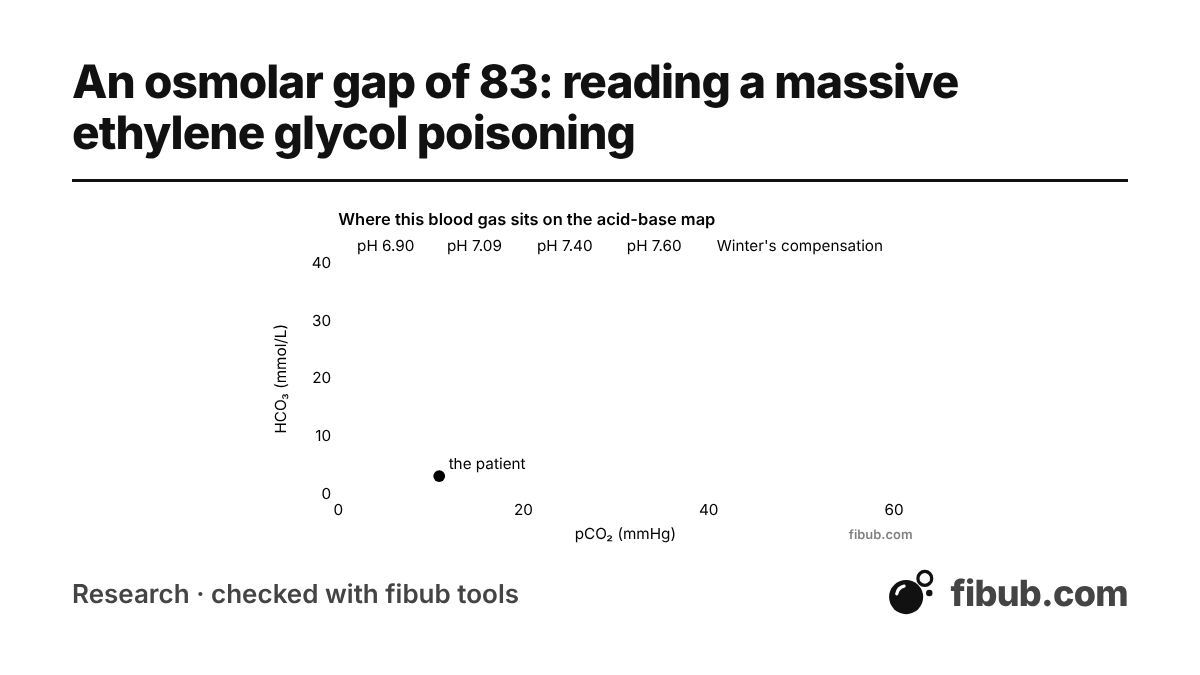 An osmolar gap of 83: reading a massive
ethylene glycol poisoning
Where this blood gas sits on the acid-base map
pH 6.90 pH 7.09 pH 7.40 pH 7.60 Winter's compensation
40
30
20
10
0
HCO₃ (mmol/L)
the patient
0 20 40 60
pCO₂ (mmHg)
fibub.com
Research · checked with fibub tools
fibub.com